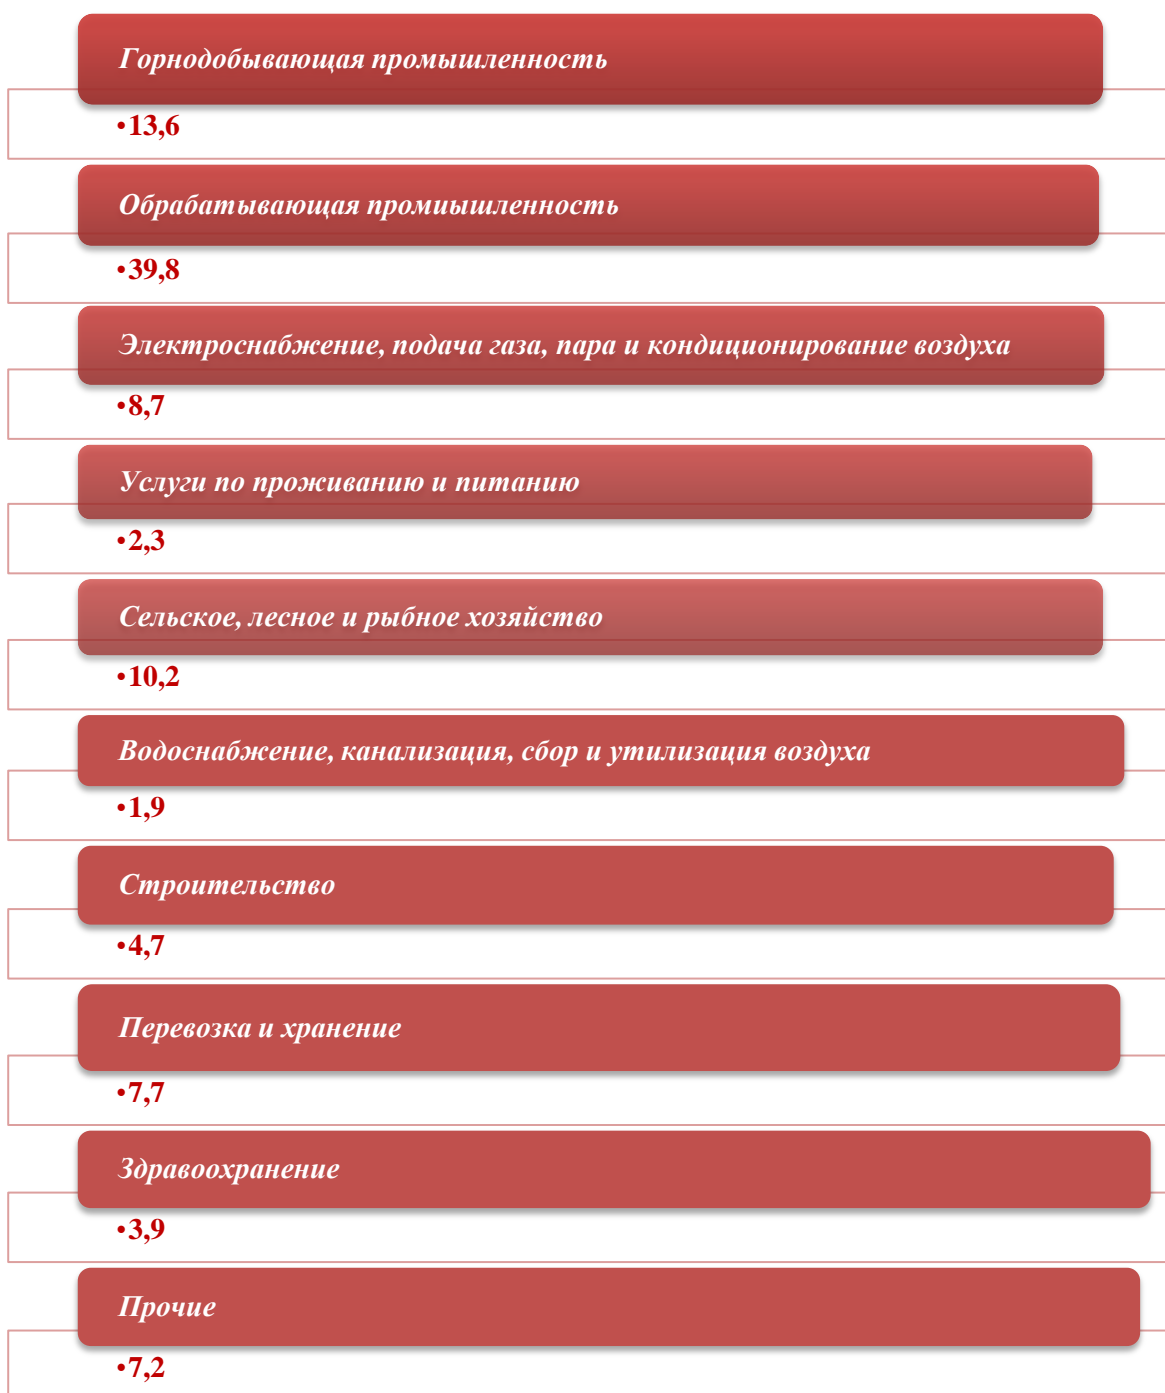 Горнодобывающая промышленность
•13,6
Обрабатывающая промиышленность
•39,8
Электроснабжение, подача газа, пара и кондиционирование воздуха
•8,7
Услуги по проживанию и питанию
•2,3
Сельское, лесное и рыбное хозяйство
•10,2
Водоснабжение, канализация, сбор и утилизация воздуха
•1,9
Строительство
•4,7
Перевозка и хранение
•7,7
Здравоохранение
•3,9
Прочие
•7,2